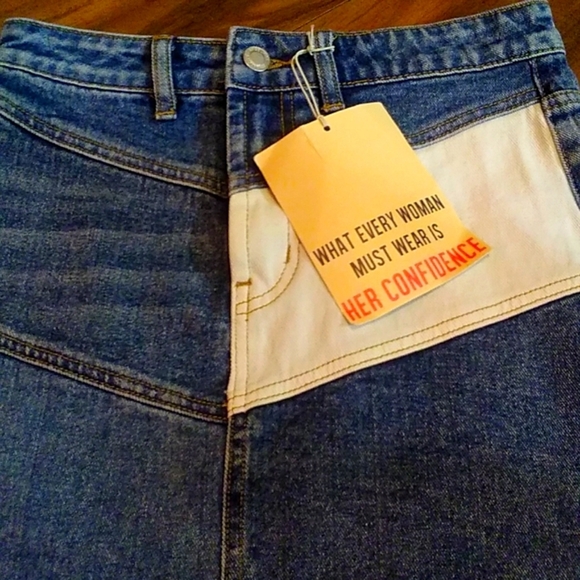 WHAT EVERY WOMAN
MUST WEAR IS
HER CONFIDENCE